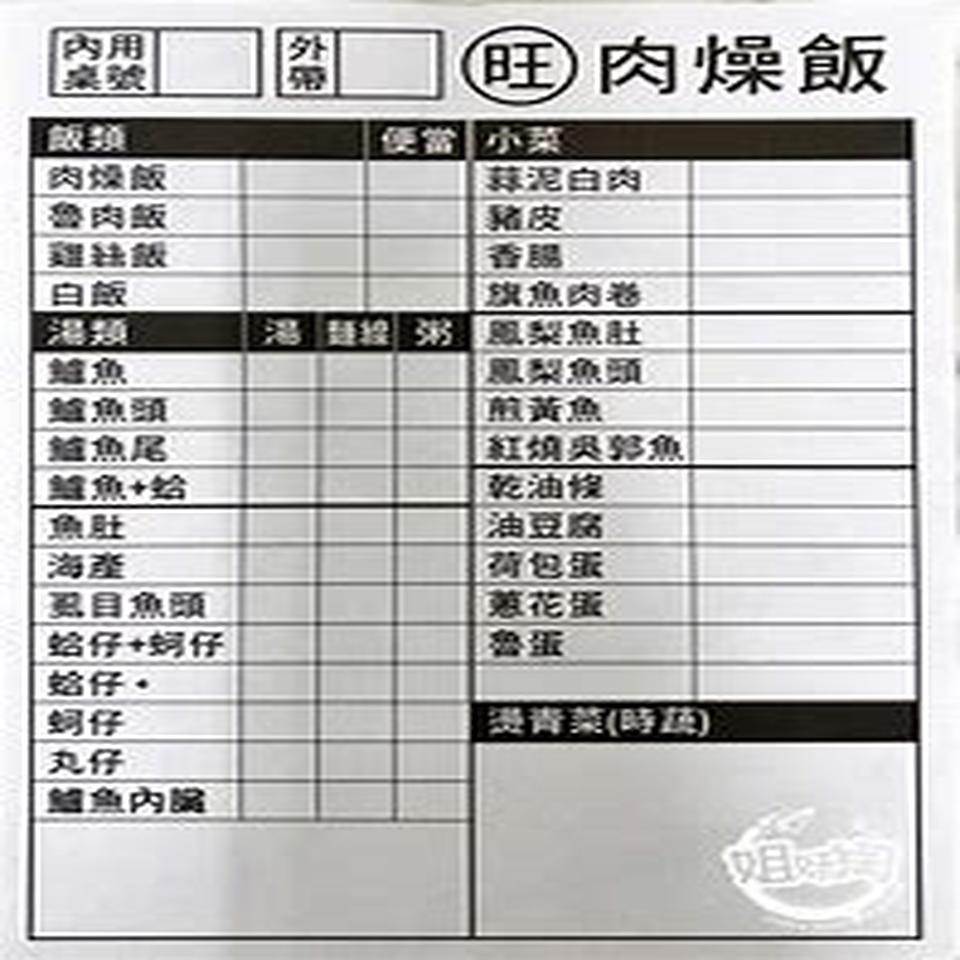 內用桌號
外帶
旺 肉燥飯
飯類 便當
肉燥飯
魯肉飯
雞絲飯
白飯
湯類 湯 麵線 粥
鱸魚
鱸魚頭
鱸魚尾
鱸魚+蛤
魚肚
海產
虱目魚頭
蛤仔+蚵仔
蛤仔·
蚵仔
丸仔
鱸魚內臟
小菜
蒜泥白肉
豬皮
香腸
旗魚肉卷
鳳梨魚肚
鳳梨魚頭
煎黃魚
紅燒吳郭魚
乾油條
油豆腐
荷包蛋
蔥花蛋
魯蛋
燙青菜(時蔬)